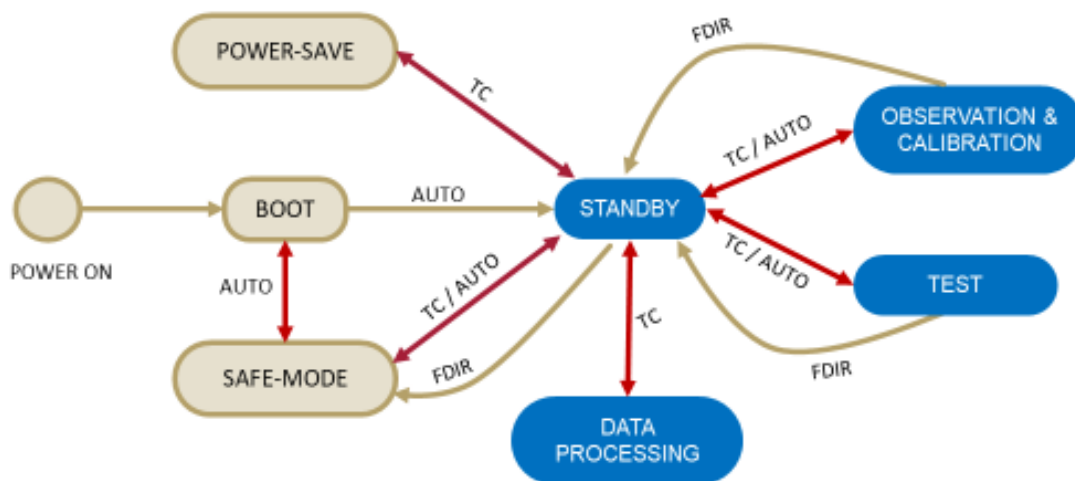 FDIR
POWER-SAVE
TC
OBSERVATION &
CALIBRATION
TC / AUTO
BOOT
AUTO
STANDBY
POWER ON
AUTO
TC / AUTO
TC / AUTO
TEST
TC
SAFE-MODE
FDIR
FDIR
DATA
PROCESSING